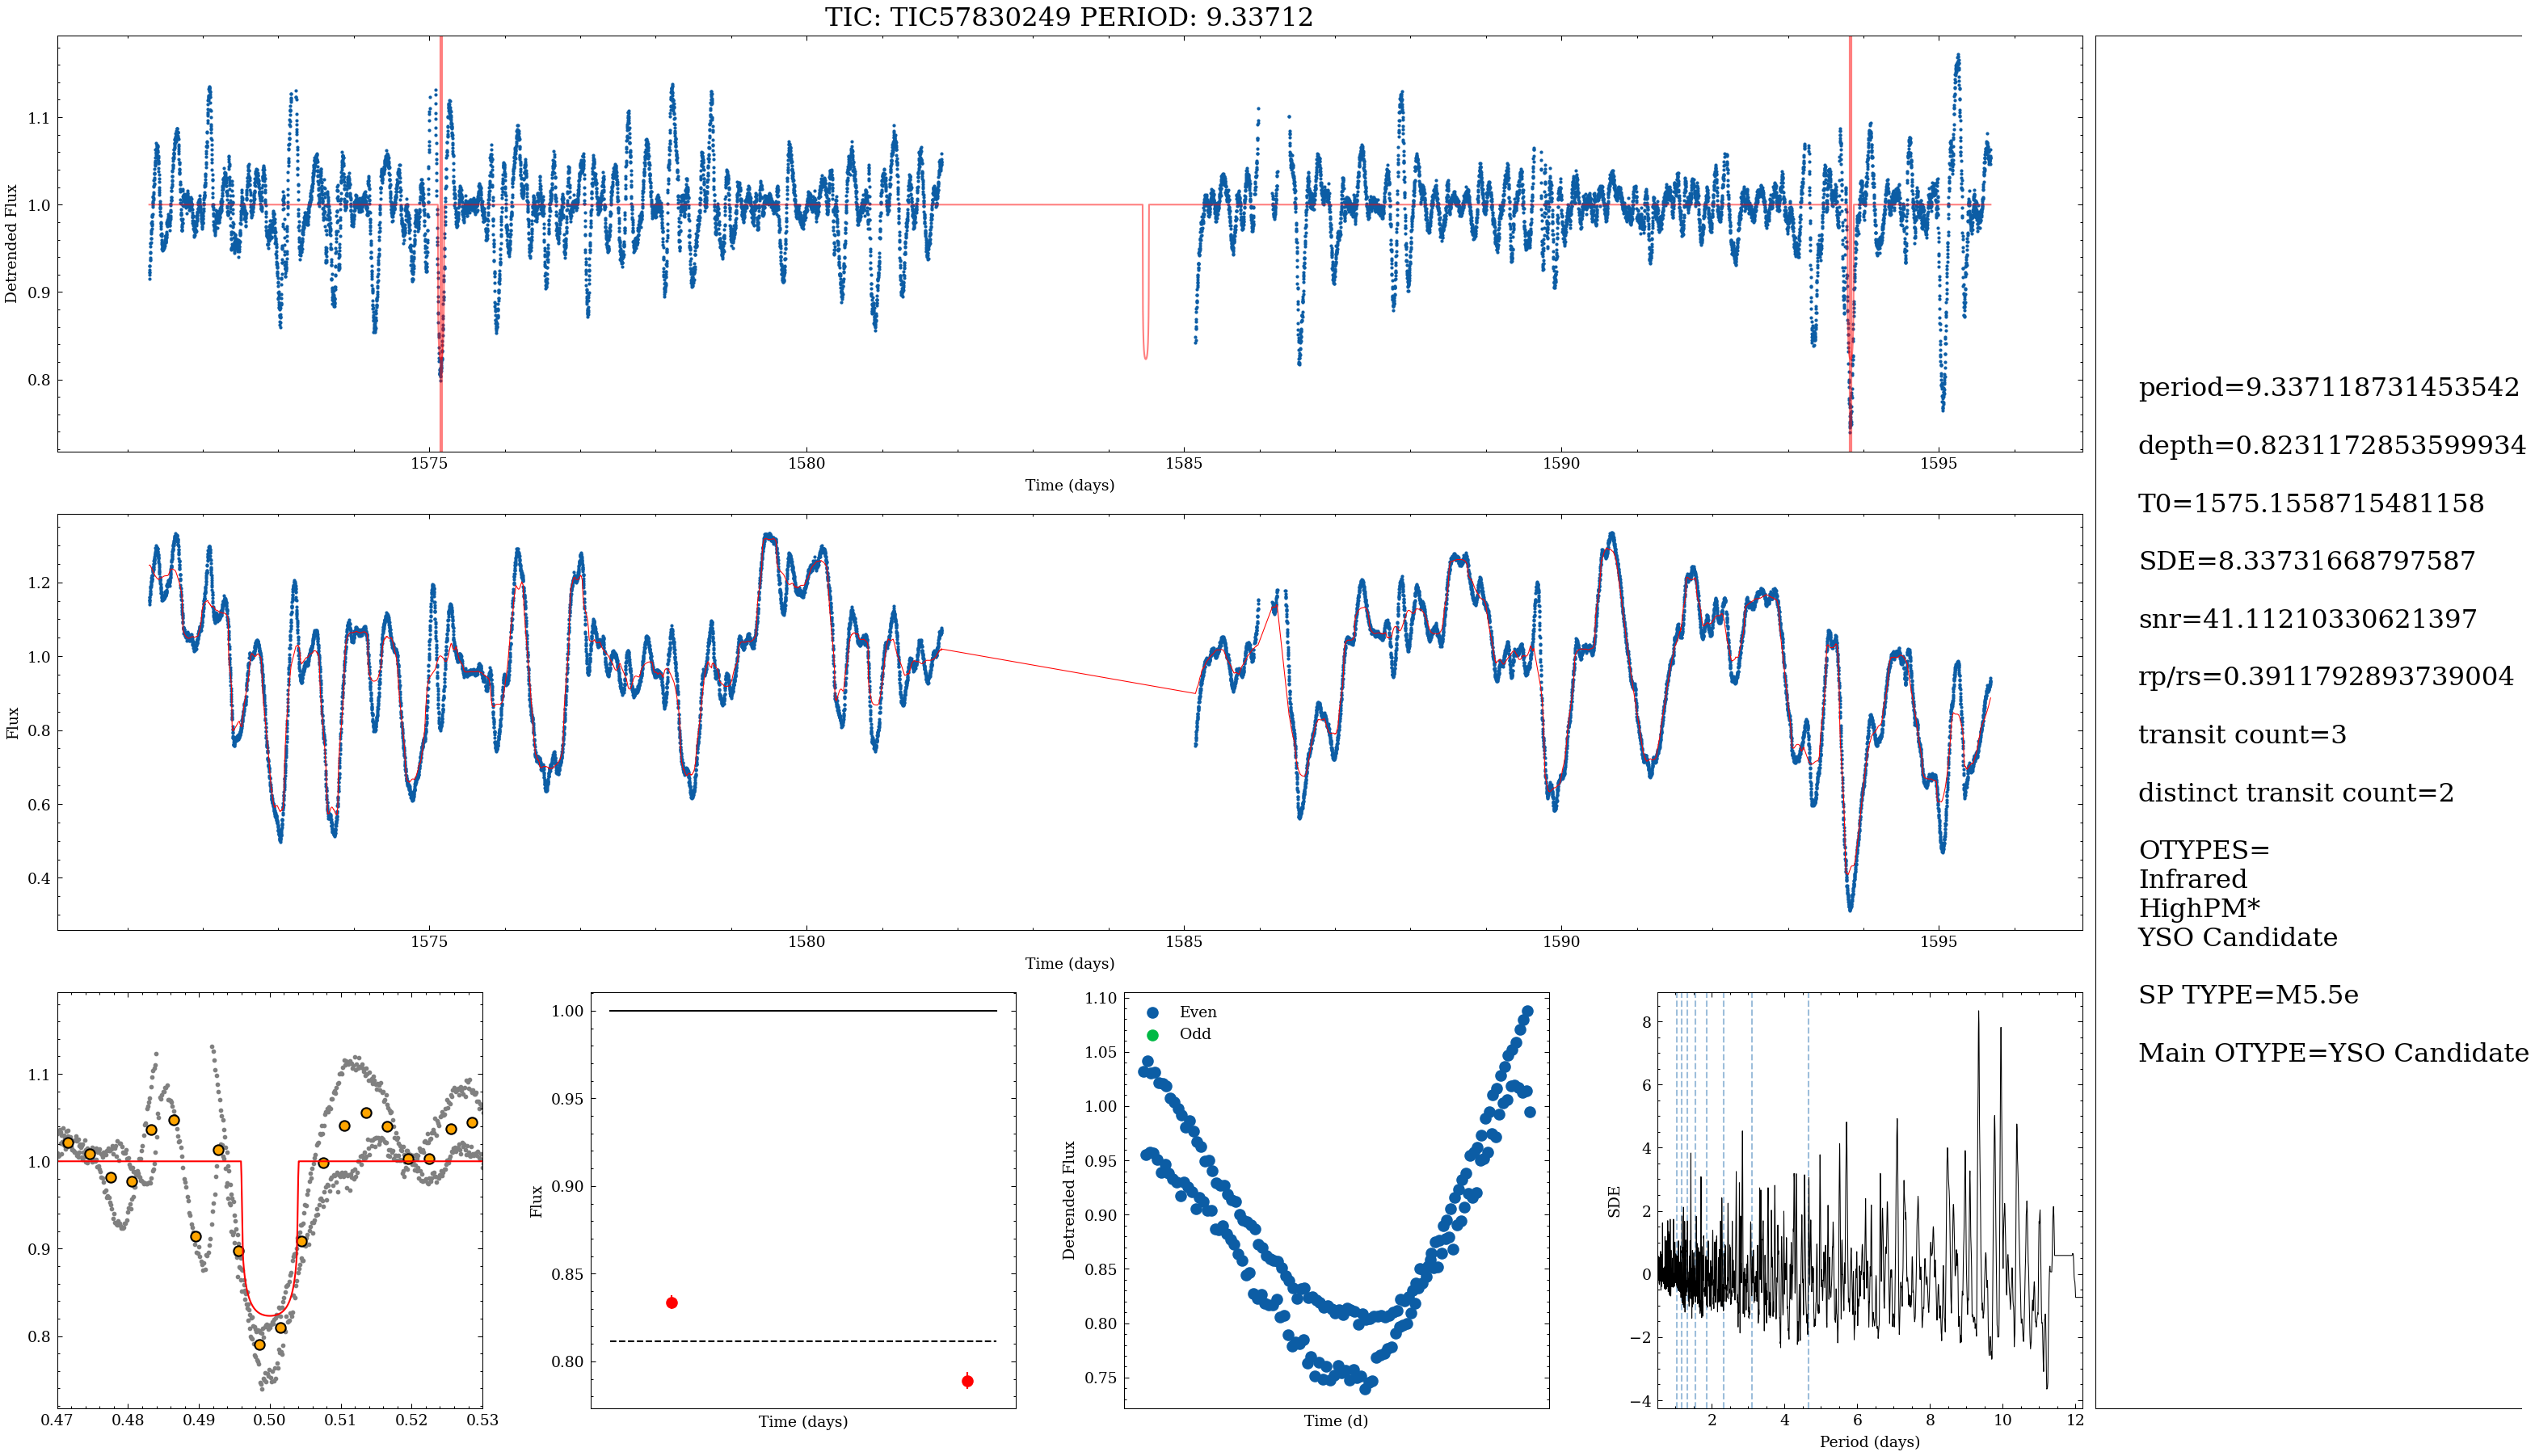 TIC: TIC57830249 PERIOD: 9.33712
Detrended Flux
1.1
1.0
0.9
0.8
1575
1580
1585
1590
1595
Time (days)
Flux
1.2
1.0
0.8
0.6
0.4
1575
1580
1585
1590
1595
Time (days)
1.1
1.0
0.9
0.8
0.47
0.48
0.49
0.50
0.51
0.52
0.53
Flux
1.00
0.95
0.90
0.85
0.80
Time (days)
Detrended Flux
1.10
1.05
1.00
0.95
0.90
0.85
0.80
0.75
Even
Odd
Time (d)
SDE
8
6
4
2
0
−2
−4
2
4
6
8
10
12
Period (days)
period=9.337118731453542
depth=0.8231172853599934
T0=1575.1558715481158
SDE=8.33731668797587
snr=41.11210330621397
rp/rs=0.3911792893739004
transit count=3
distinct transit count=2
OTYPES=
Infrared
HighPM*
YSO Candidate
SP TYPE=M5.5e
Main OTYPE=YSO Candidate